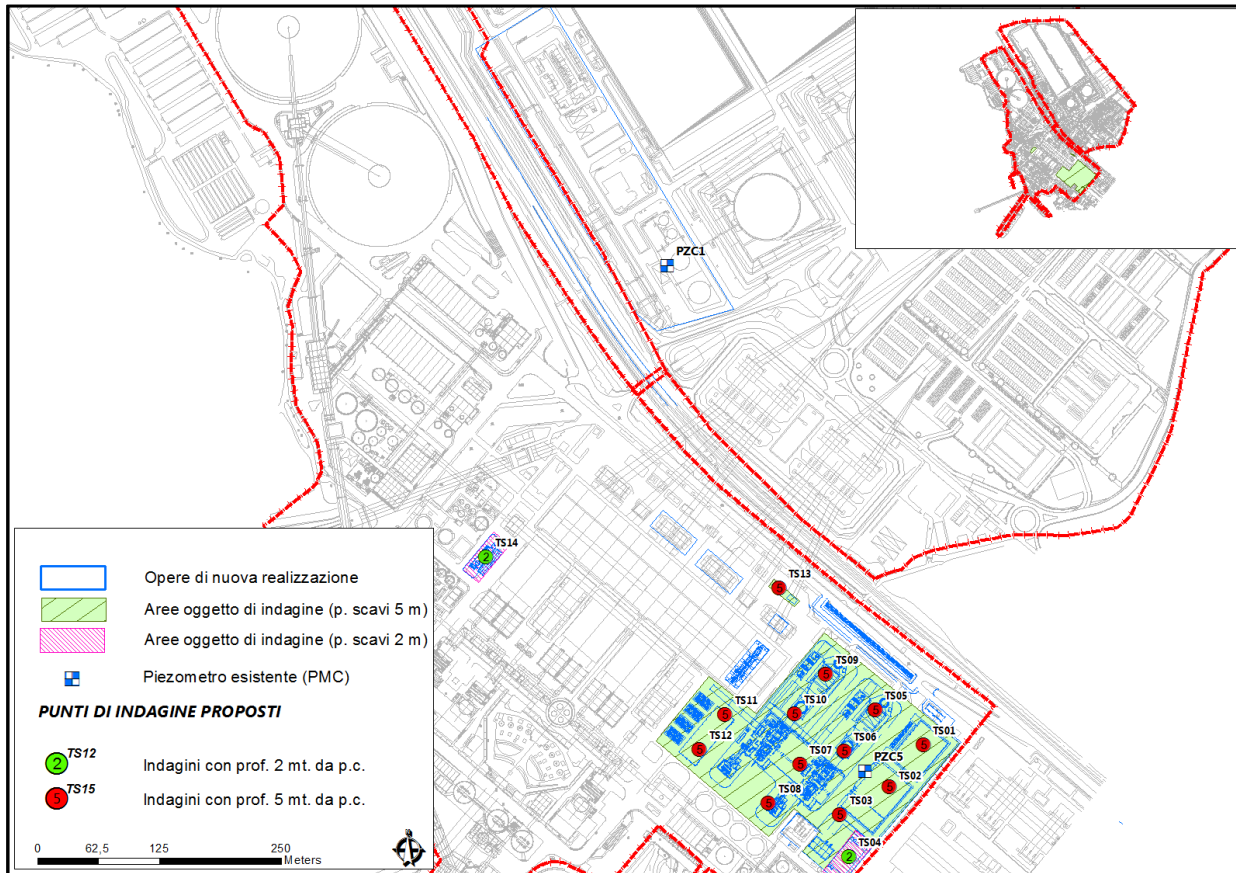 PZC1
TS14
2
TS13
5
TS09
5
TS05
5
TS10
5
TS11
5
TS01
5
TS12
5
TS06
5
TS07
5
PZC5
TS02
5
TS08
5
TS03
5
TS04
2
Opere di nuova realizzazione
Aree oggetto di indagine (p. scavi 5 m)
Aree oggetto di indagine (p. scavi 2 m)
Piezometro esistente (PMC)
PUNTI DI INDAGINE PROPOSTI
2 TS12 Indagini con prof. 2 mt. da p.c.
5 TS15 Indagini con prof. 5 mt. da p.c.
0 62,5 125 250
Meters